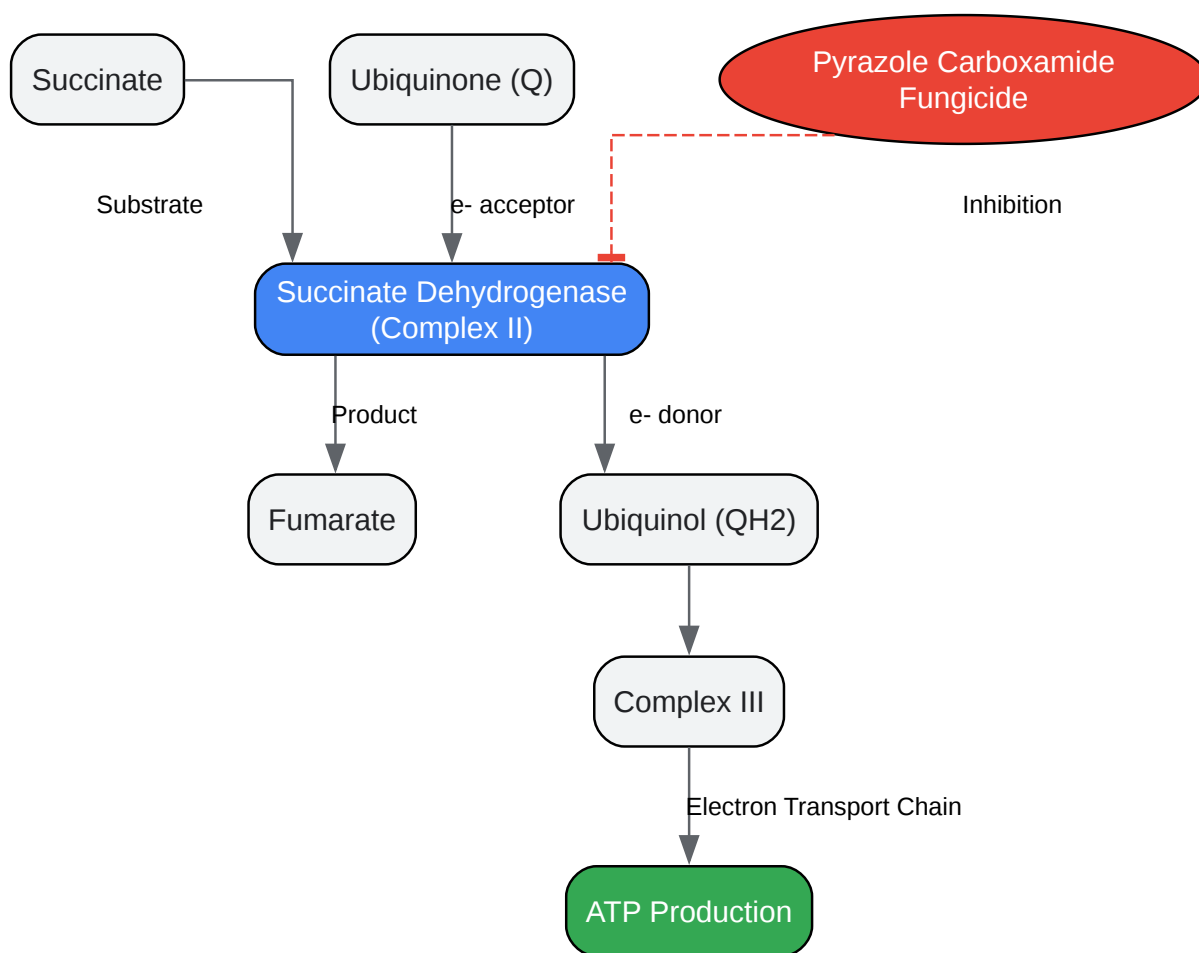 Succinate
Ubiquinone (Q)
Pyrazole Carboxamide
Fungicide
Substrate
e- acceptor
Inhibition
Succinate Dehydrogenase
(Complex II)
Product
e- donor
Fumarate
Ubiquinol (QH2)
Complex III
Electron Transport Chain
ATP Production